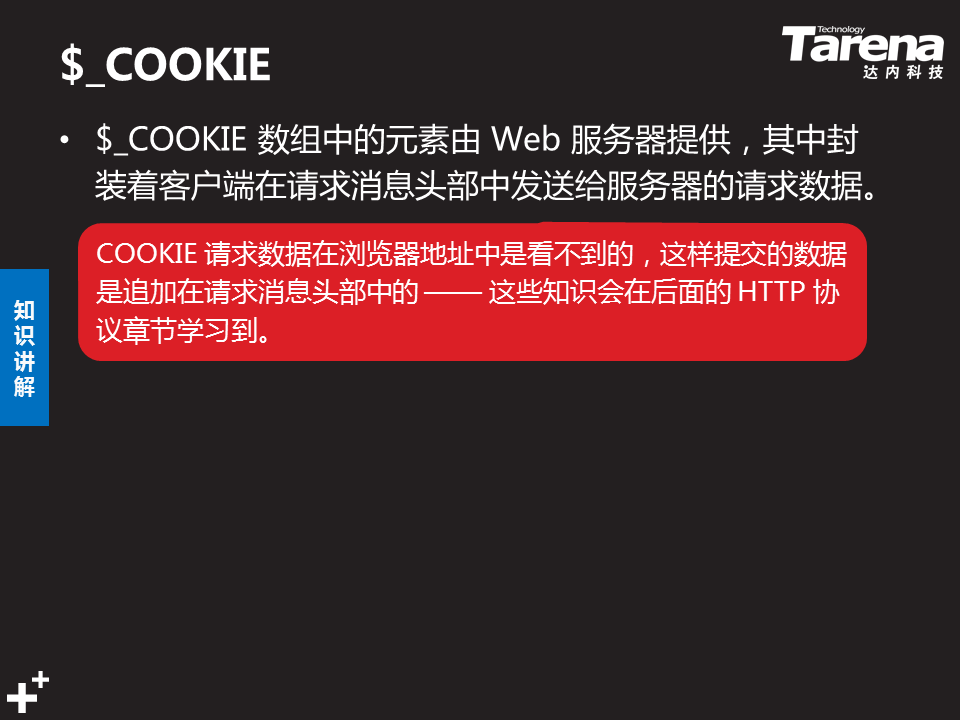 $_COOKIE
Technology
Tarena
达内科技
• $_COOKIE 数组中的元素由 Web 服务器提供，其中封
装着客户端在请求消息头部中发送给服务器的请求数据。
COOKIE 请求数据在浏览器地址中是看不到的，这样提交的数据
是追加在请求消息头部中的 —— 这些知识会在后面的 HTTP 协
议章节学习到。
知
识
讲
解